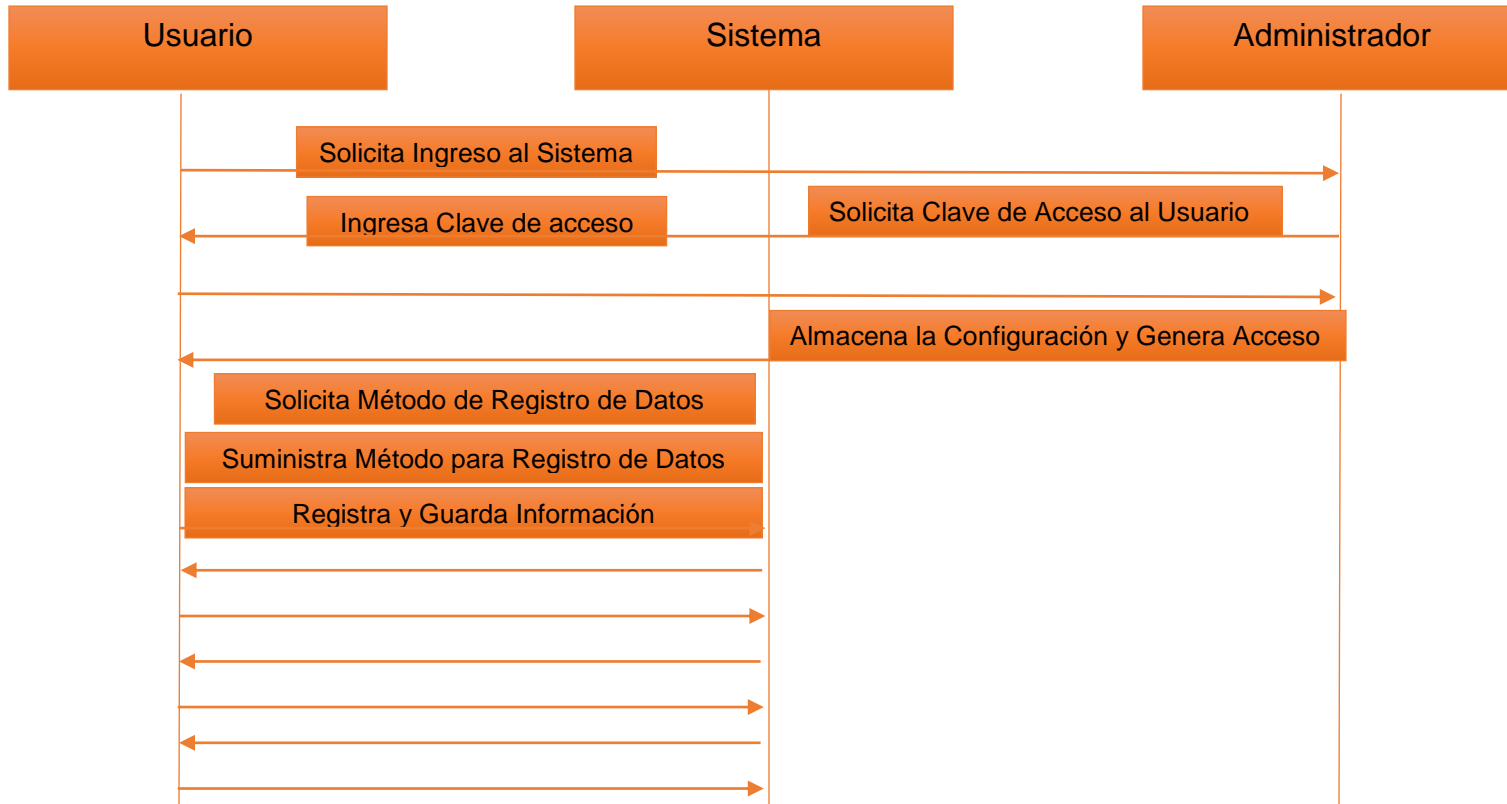 Usuario
Sistema
Administrador
Solicita Ingreso al Sistema
Solicita Clave de Acceso al Usuario
Ingresa Clave de acceso
Almacena la Configuración y Genera Acceso
Solicita Método de Registro de Datos
Suministra Método para Registro de Datos
Registra y Guarda Información